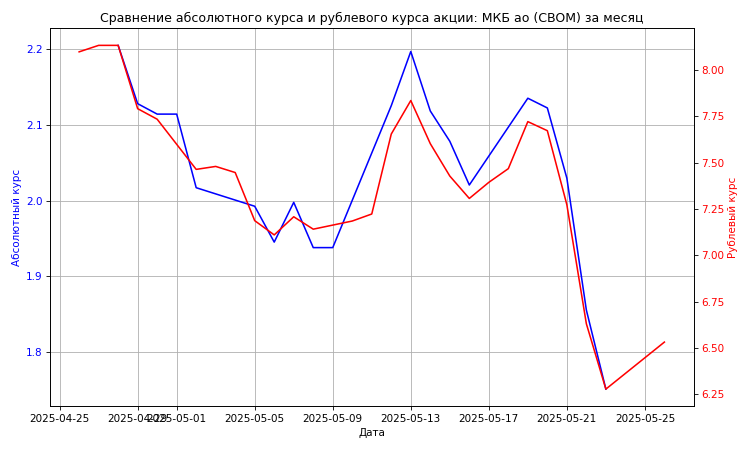 Сравнение абсолютного курса и рублевого курса акции: МКБ ао (CBOM) за месяц
2.2
2.1
2.0
1.9
1.8
Абсолютный курс
8.00
7.75
7.50
7.25
7.00
6.75
6.50
6.25
Рублевый курс
2025-04-25 2025-04-29 2025-05-01 2025-05-05 2025-05-09 2025-05-13 2025-05-17 2025-05-21 2025-05-25
Дата